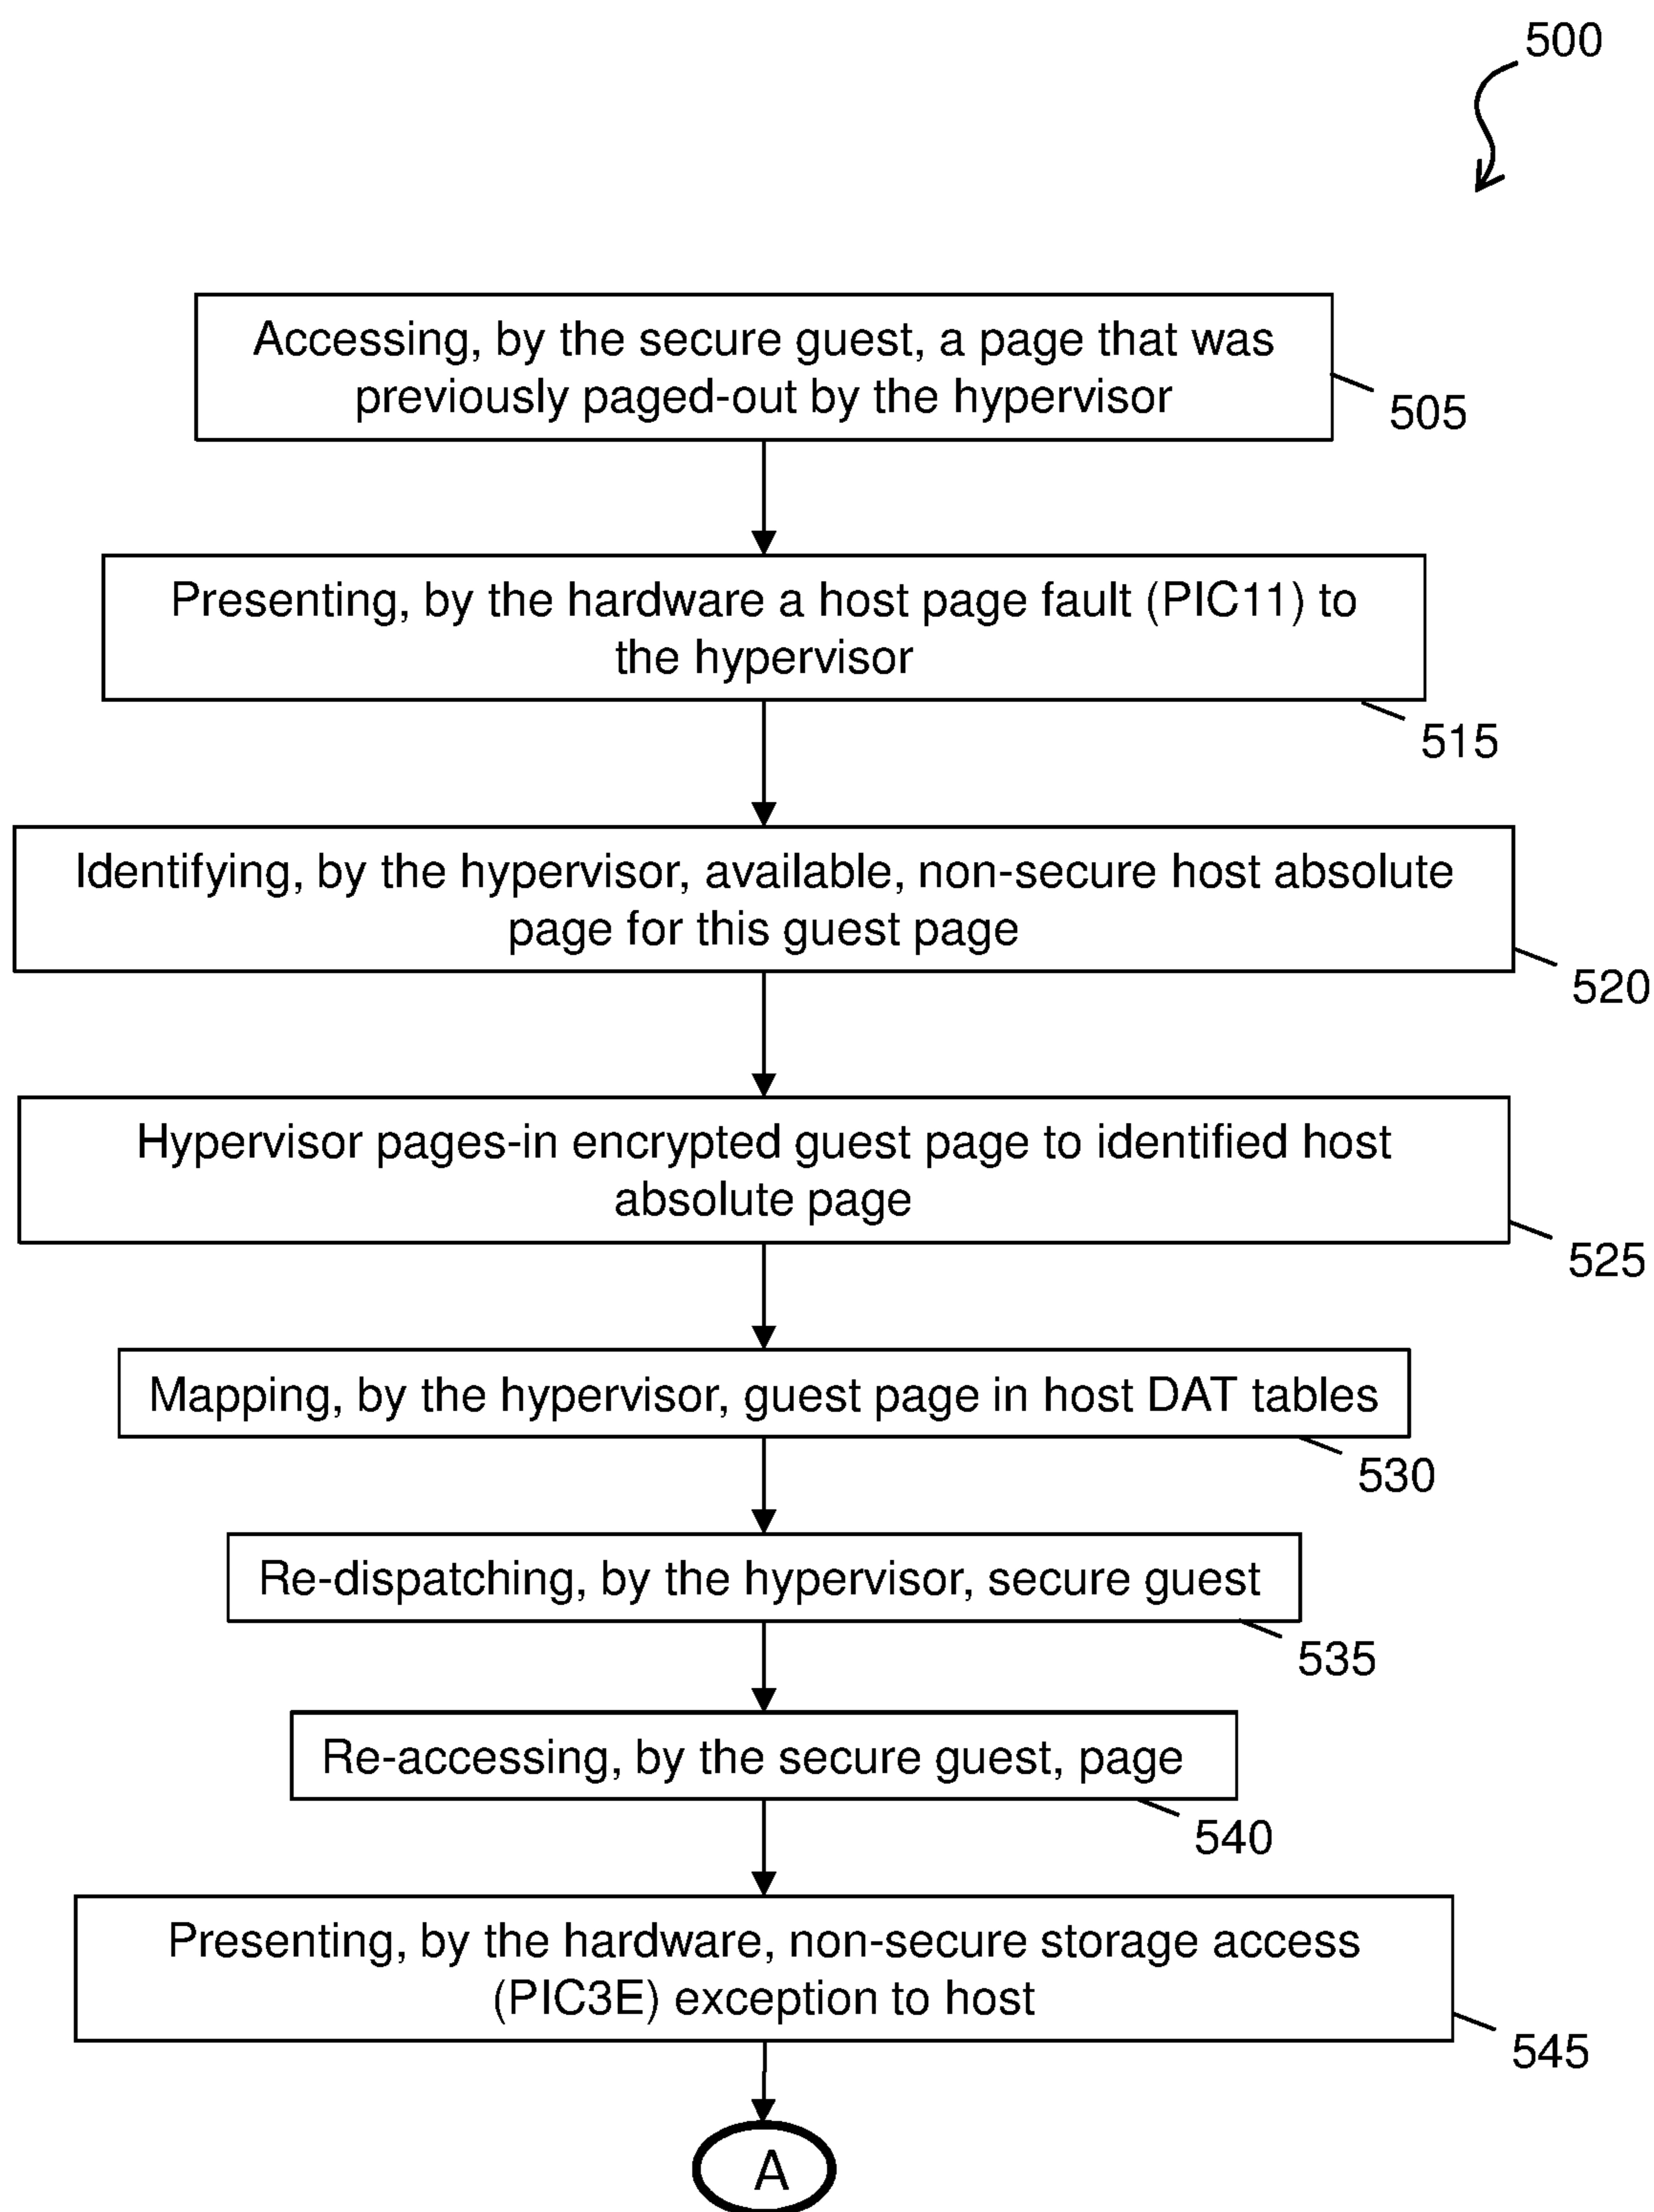 500
Accessing, by the secure guest, a page that was
previously paged-out by the hypervisor
505
Presenting, by the hardware a host page fault (PIC11) to
the hypervisor
515
Identifying, by the hypervisor, available, non-secure host absolute
page for this guest page
520
Hypervisor pages-in encrypted guest page to identified host
absolute page
525
Mapping, by the hypervisor, guest page in host DAT tables
530
Re-dispatching, by the hypervisor, secure guest
535
Re-accessing, by the secure guest, page
540
Presenting, by the hardware, non-secure storage access
(PIC3E) exception to host
545
A